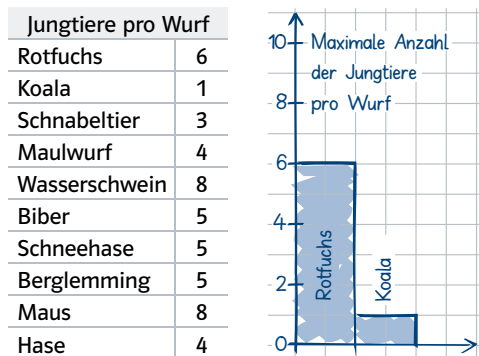 Jungtiere pro Wurf
Rotfuchs 6
Koala 1
Schnabeltier 3
Maulwurf 4
Wasserschwein 8
Biber 5
Schneehase 5
Berglemming 5
Maus 8
Hase 4
10 Maximale Anzahl
der Jungtiere
8 pro Wurf
6
4
2
0
Rotfuchs
Koala